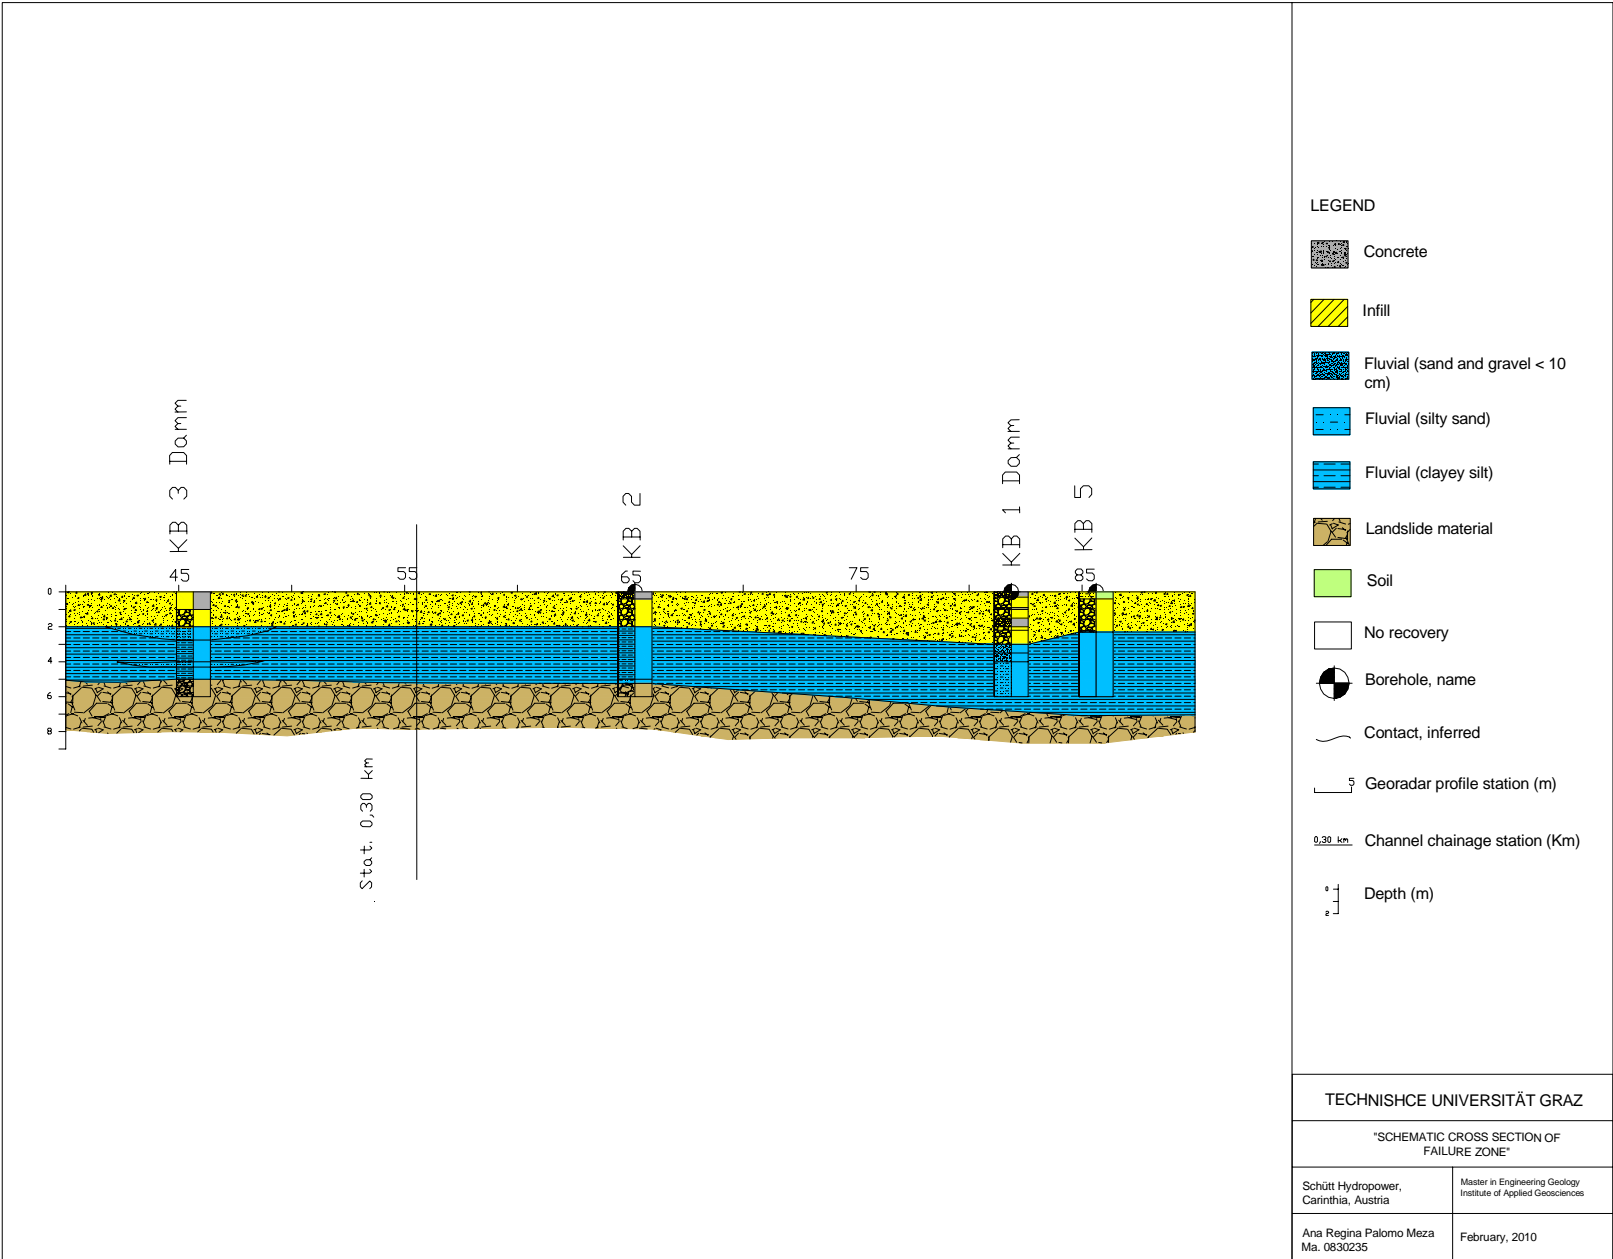 KB 3 Damm
KB 2
KB 1 Damm
KB 5
45
55
65
75
85
0
2
4
6
8
. Stat. 0,30 km
LEGEND
Concrete
Infill
Fluvial (sand and gravel < 10
cm)
Fluvial (silty sand)
Fluvial (clayey silt)
Landslide material
Soil
No recovery
Borehole, name
Contact, inferred
5
Georadar profile station (m)
0,30 km
Channel chainage station (Km)
0
2
Depth (m)
TECHNISHCE UNIVERSITÄT GRAZ
"SCHEMATIC CROSS SECTION OF
FAILURE ZONE"
Schütt Hydropower,
Carinthia, Austria
Master in Engineering Geology
Institute of Applied Geosciences
Ana Regina Palomo Meza
Ma. 0830235
February, 2010